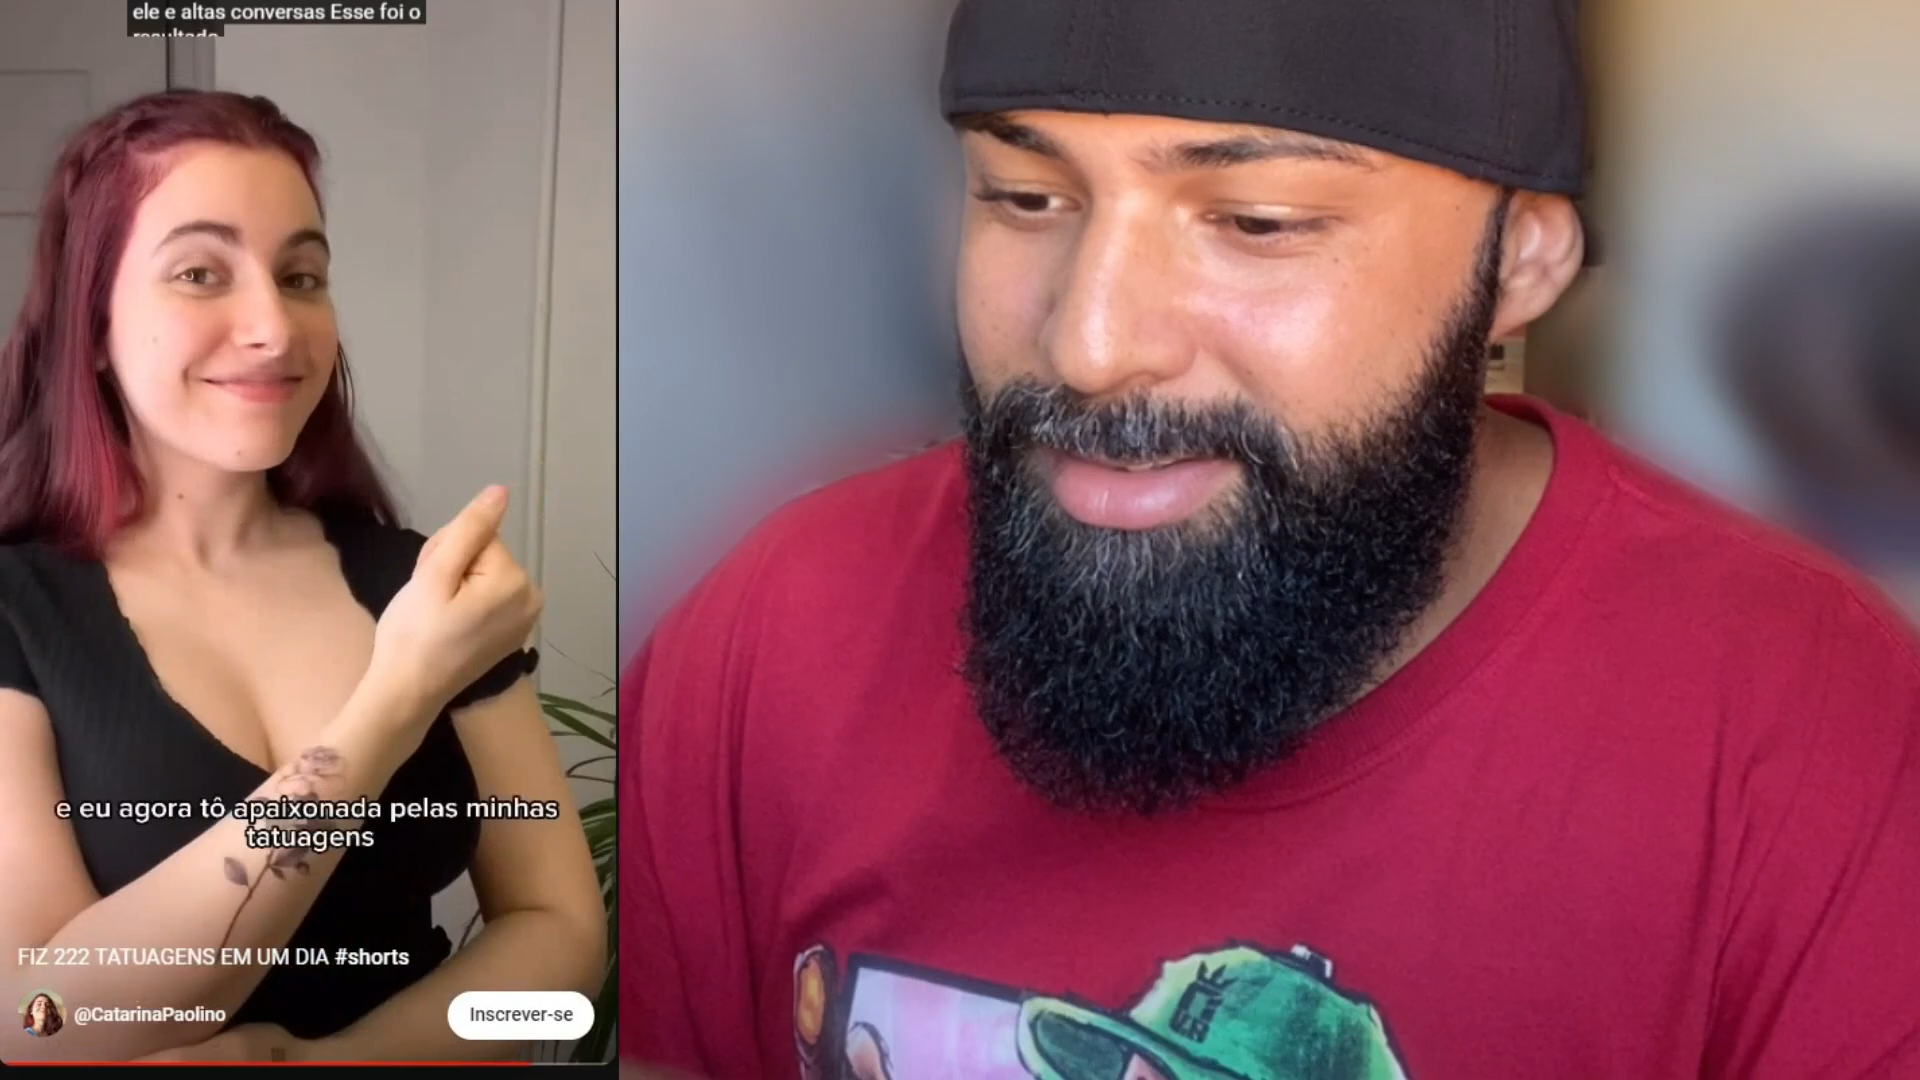 ele e altas conversas Esse foi o
resultado
e eu agora tô apaixonada pelas minhas
tatuagens
FIZ 222 TATUAGENS EM UM DIA #shorts
@CatarinaPaolino
Inscrever-se